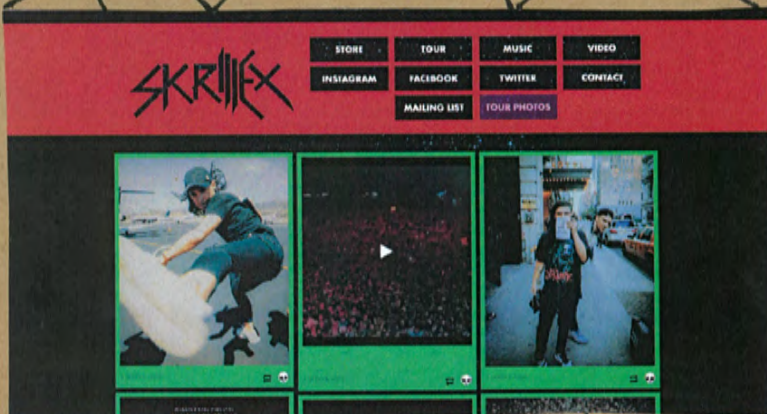 SKRILLEX
STORE TOUR MUSIC VIDEO
INSTAGRAM FACEBOOK TWITTER CONTACT
MAILING LIST TOUR PHOTOS